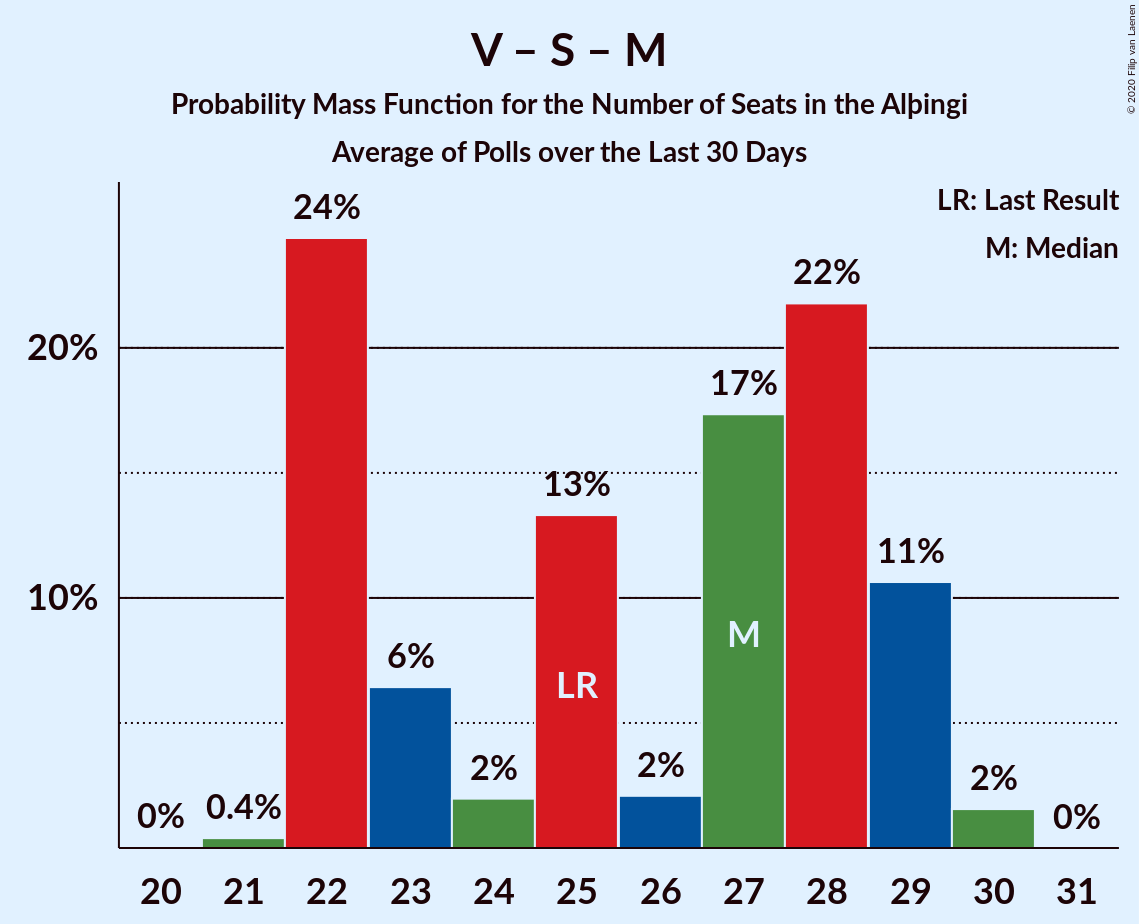 V – S – M
Probability Mass Function for the Number of Seats in the Alþingi
Average of Polls over the Last 30 Days
© 2020 Filip van Laenen
LR: Last Result
M: Median
20%
10%
0%
0.4%
24%
6%
2%
13%
2%
17%
22%
11%
2%
0%
LR
M
20 21 22 23 24 25 26 27 28 29 30 31